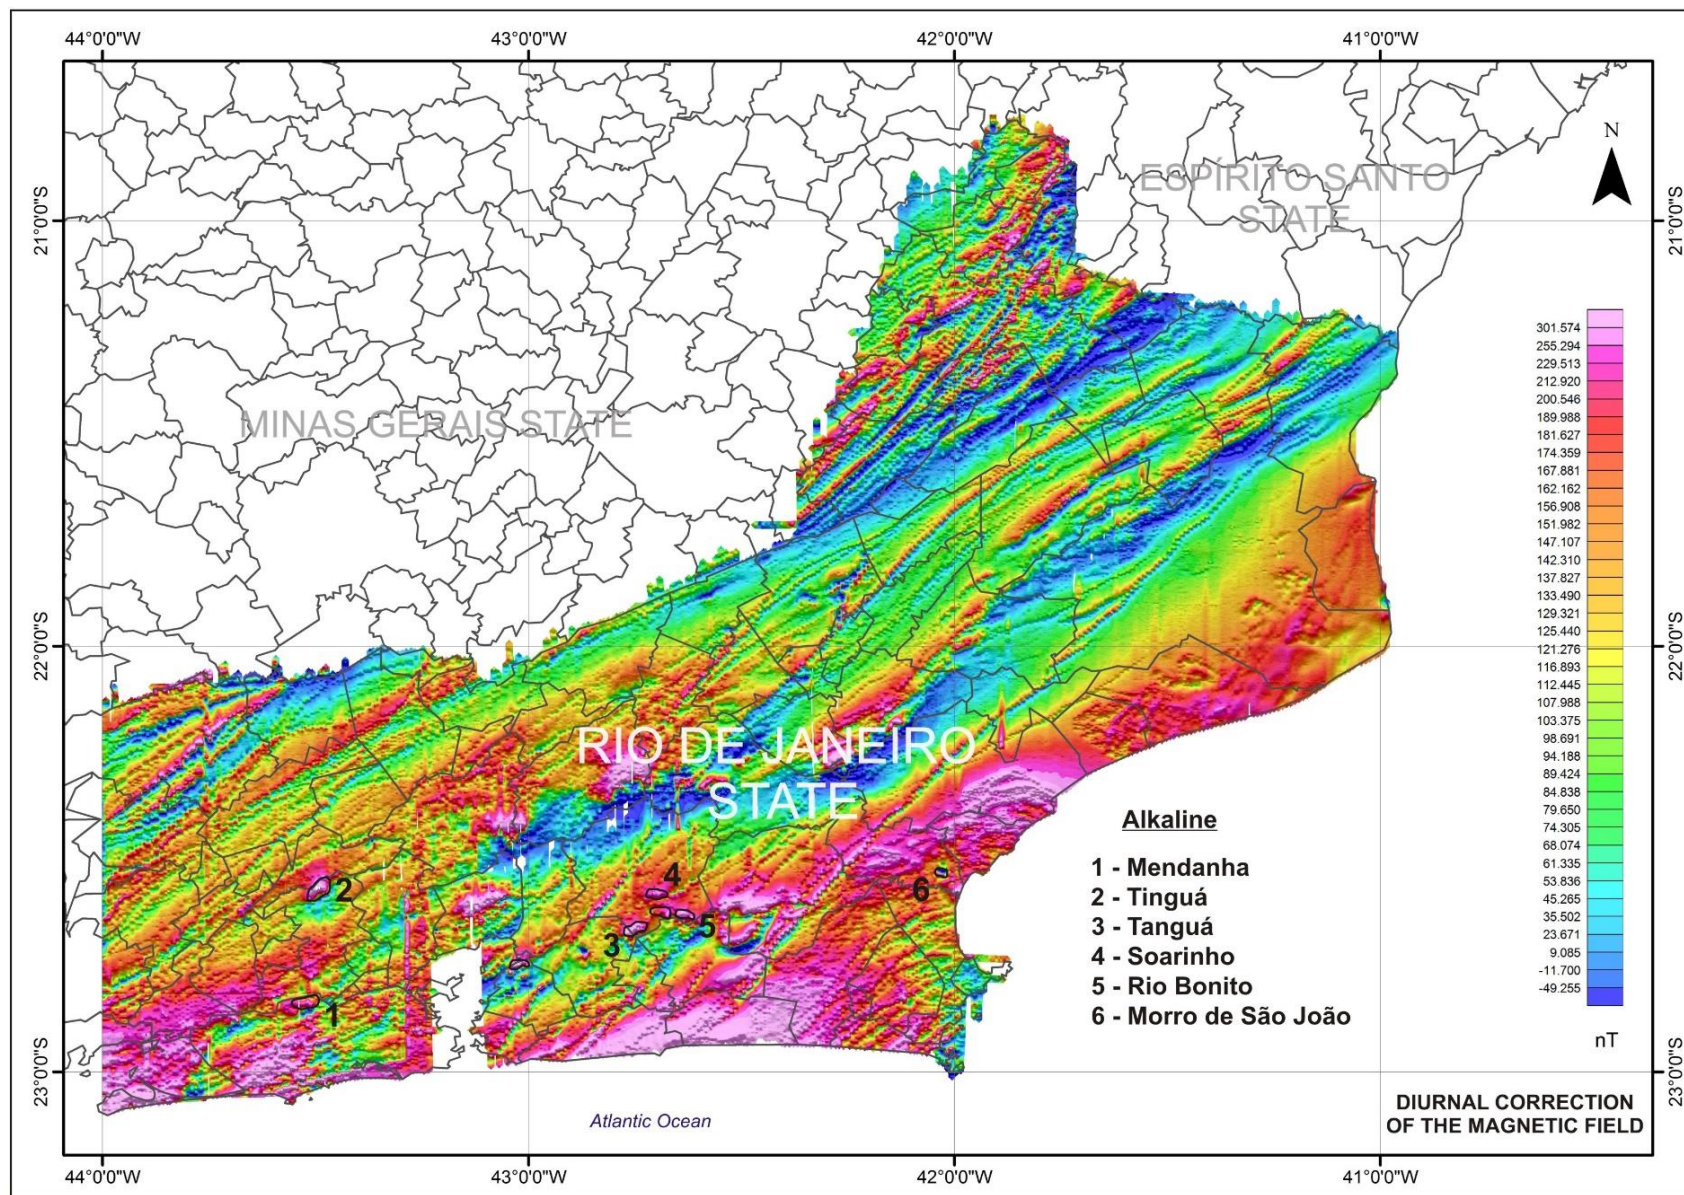 44°0'0"W 43°0'0"W 42°0'0"W 41°0'0"W
N
ESPÍRITO SANTO
STATE
21°0'0"S
21°0'0"S
MINAS GERAIS STATE
301.574
255.294
229.513
212.920
200.546
189.988
181.627
174.359
167.881
162.162
156.908
151.982
147.107
142.310
137.827
133.490
129.321
125.440
121.276
116.893
112.445
107.988
103.375
98.691
94.188
89.424
84.838
79.650
74.305
68.074
61.335
53.836
45.265
35.502
23.671
9.085
-11.700
-49.255
nT
22°0'0"S
22°0'0"S
RIO DE JANEIRO
STATE
Alkaline
1 - Mendanha
2 - Tinguá
3 - Tanguá
4 - Soarinho
5 - Rio Bonito
6 - Morro de São João
4
2
6
5
3
1
23°0'0"S
23°0'0"S
Atlantic Ocean
DIURNAL CORRECTION
OF THE MAGNETIC FIELD
44°0'0"W 43°0'0"W 42°0'0"W 41°0'0"W